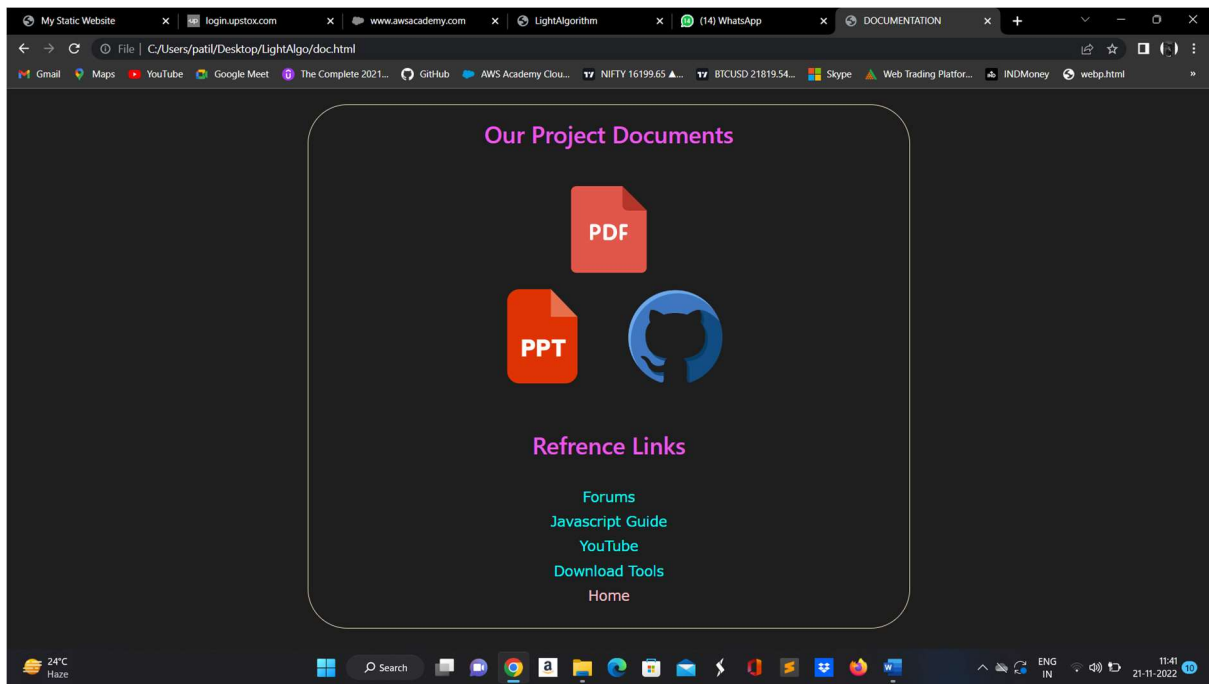 My Static Website
up login.upstox.com
www.awsacademy.com
LightAlgorithm
(14) WhatsApp
DOCUMENTATION
File | C:/Users/patil/Desktop/LightAlgo/doc.html
Gmail
Maps
YouTube
Google Meet
The Complete 2021...
GitHub
AWS Academy Clou...
NIFTY 16199.65 ▲...
BTCUSD 21819.54...
Skype
Web Trading Platfor...
INDMoney
webp.html
»
Our Project Documents
PDF
PPT
Refrence Links
Forums
Javascript Guide
YouTube
Download Tools
Home
24°C
Haze
Search
ENG
IN
11:41
21-11-2022
10